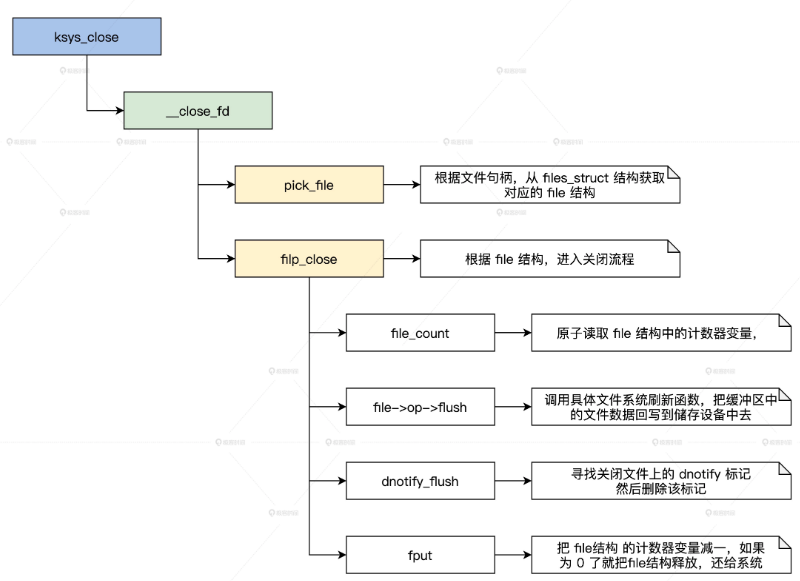 ksys_close
__close_fd
pick_file
根据文件句柄，从 files_struct 结构获取
对应的 file 结构
filp_close
根据 file 结构，进入关闭流程
file_count
原子读取 file 结构中的计数器变量，
file->op->flush
调用具体文件系统刷新函数，把缓冲区中
的文件数据回写到储存设备中去
dnotify_flush
寻找关闭文件上的 dnotify 标记
然后删除该标记
fput
把 file结构 的计数器变量减一，如果
为 0 了就把file结构释放，还给系统